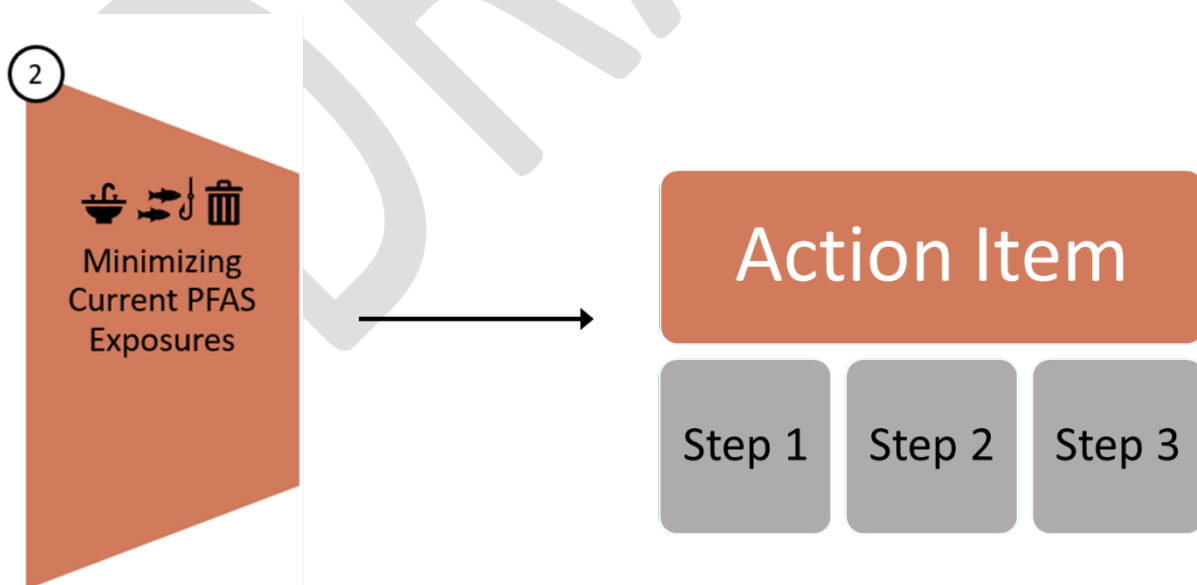 2
Minimizing
Current PFAS
Exposures
Action Item
Step 1
Step 2
Step 3